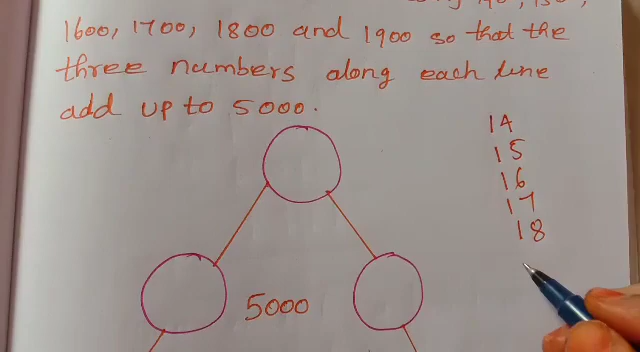 1600, 1700, 1800 and 1900 so that the
three numbers along each line
add up to 5000.
14
15
16
17
18
5000